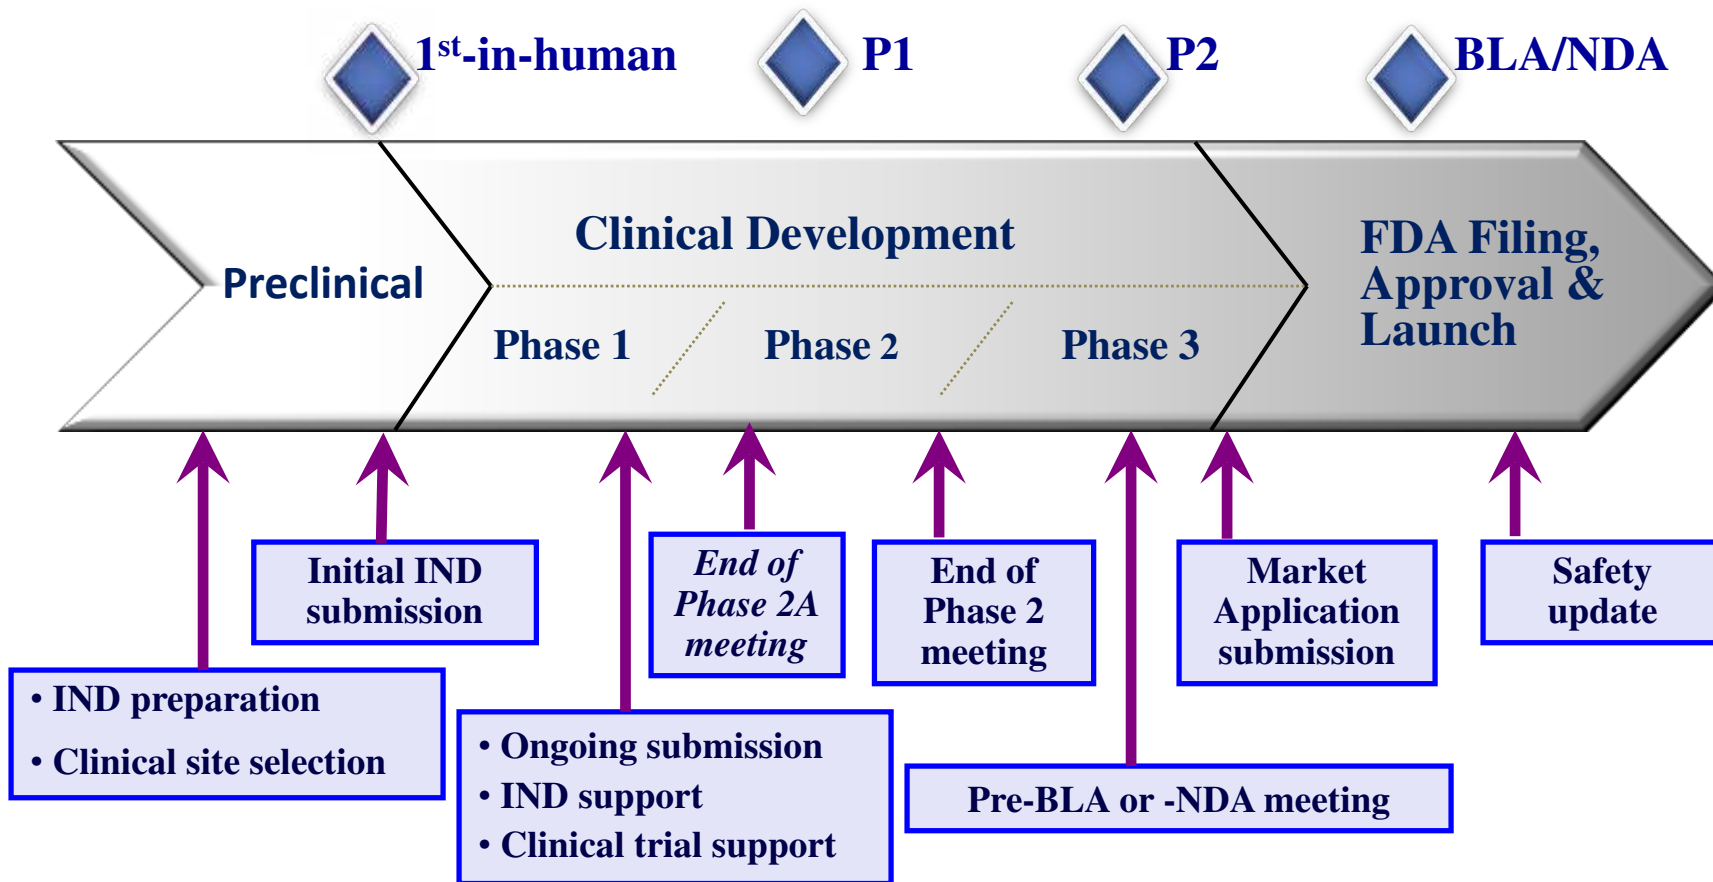 1st-in-human
P1
P2
BLA/NDA
Preclinical
Clinical Development
Phase 1
Phase 2
Phase 3
FDA Filing,
Approval &
Launch
Initial IND
submission
End of
Phase 2A
meeting
End of
Phase 2
meeting
Market
Application
submission
Safety
update
• IND preparation
• Clinical site selection
• Ongoing submission
• IND support
• Clinical trial support
Pre-BLA or -NDA meeting